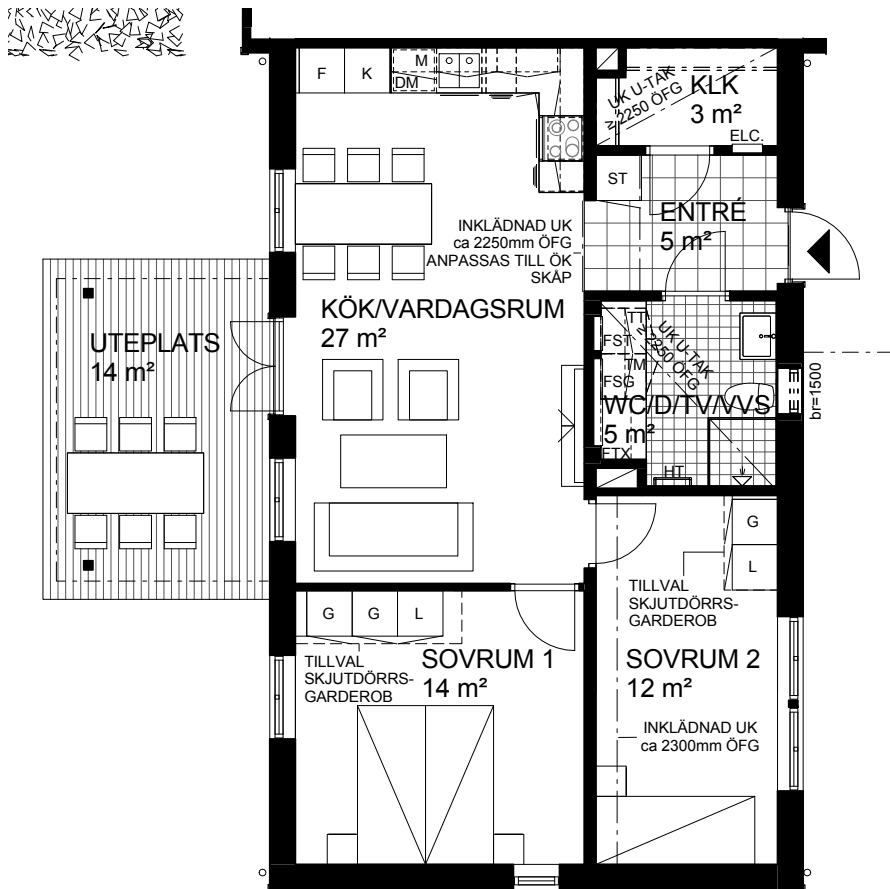 F
K
M
DM
UK U-TAK
≥ 2250 ÖFG
KLK
3 m²
ELC.
ST
ENTRÉ
5 m²
INKLÄDNAD UK
ca 2250mm ÖFG
ANPASSAS TILL ÖK
SKÅP
KÖK/VARDAGSRUM
27 m²
UTEPLATS
14 m²
TT
FST
TM
FSG
UK U-TAK
≥ 2250 ÖFG
WC/D/TV/VVS
5 m²
FTX
HT
br=1500
G
L
TILLVAL
SKJUTDÖRRS-
GARDEROB
G
G
L
TILLVAL
SKJUTDÖRRS-
GARDEROB
SOVRUM 1
14 m²
SOVRUM 2
12 m²
INKLÄDNAD UK
ca 2300mm ÖFG